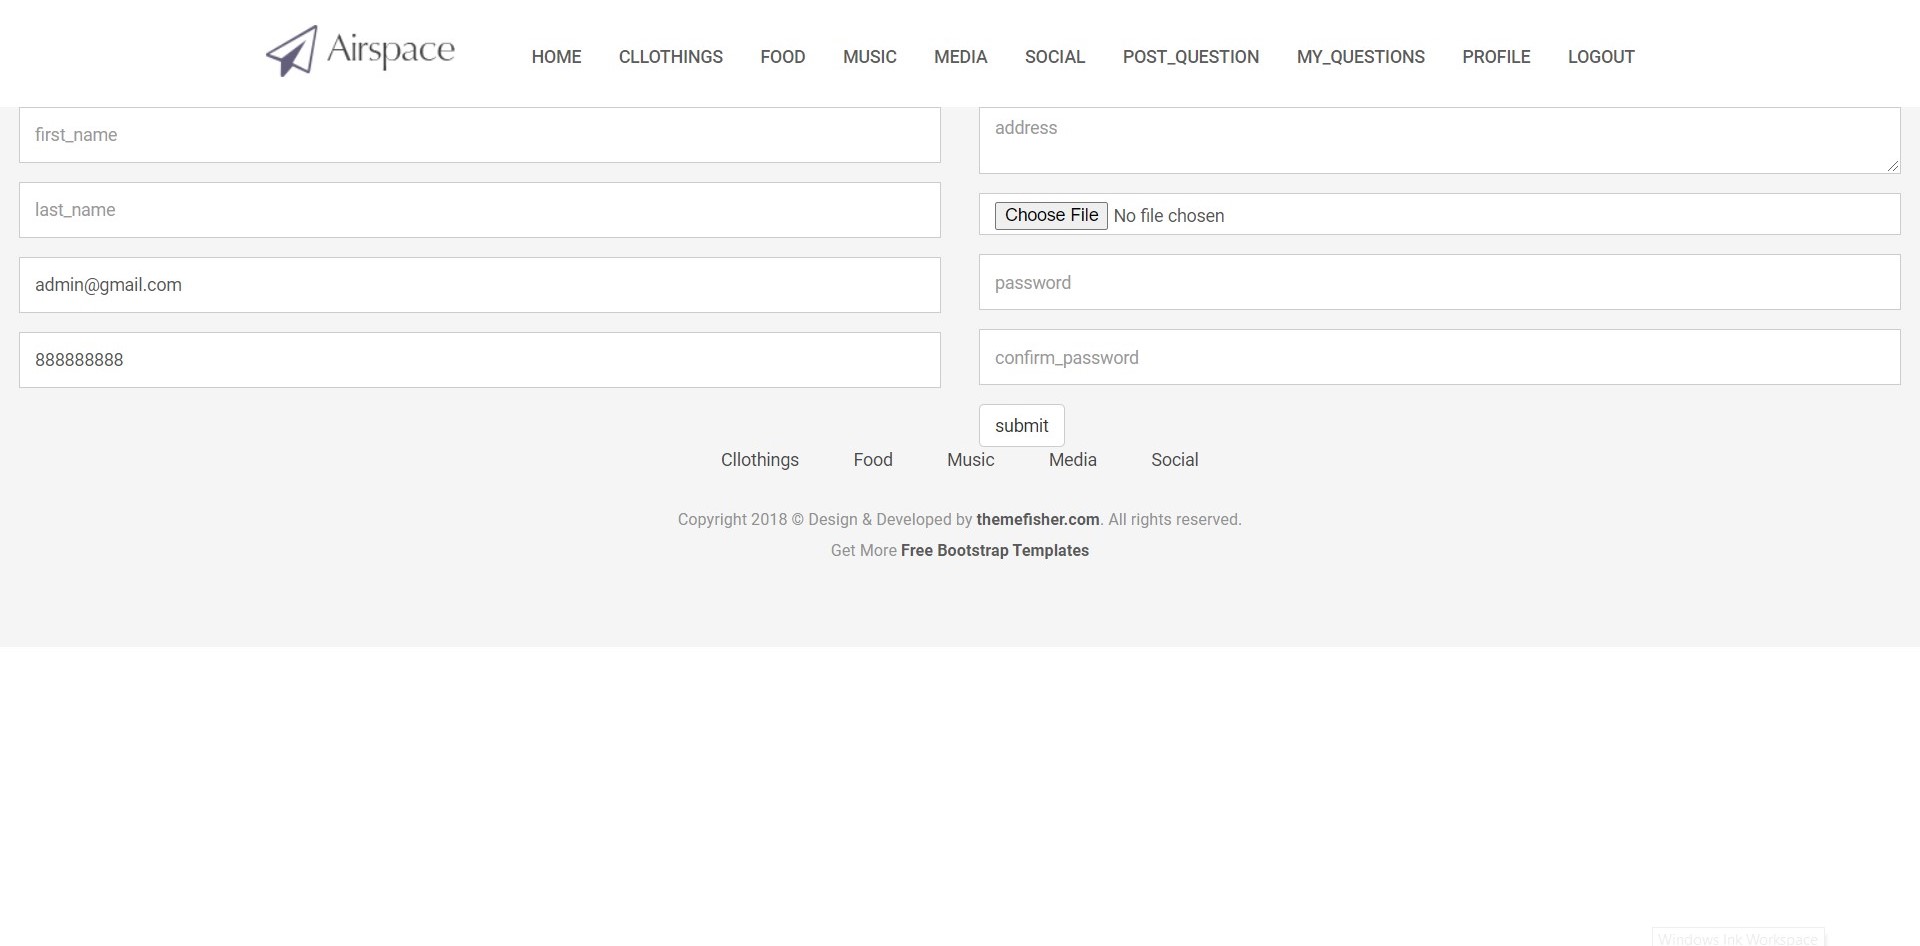 Airspace
HOME CLLOTHINGS FOOD MUSIC MEDIA SOCIAL POST_QUESTION MY_QUESTIONS PROFILE LOGOUT
first_name
last_name
admin@gmail.com
888888888
address
Choose File No file chosen
password
confirm_password
submit
Cllothings Food Music Media Social
Copyright 2018 © Design & Developed by themefisher.com. All rights reserved.
Get More Free Bootstrap Templates
Windows Ink Workspace